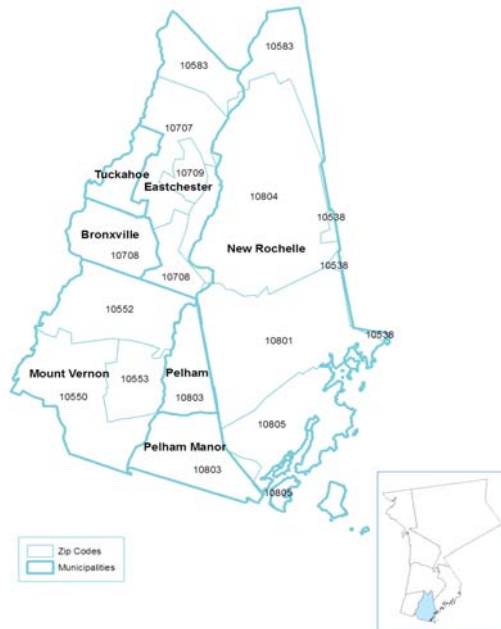 10583
10583
10707
Tuckahoe
10709
Eastchester
10804
10538
Bronxville
New Rochelle
10708
10538
10708
10552
10538
10801
Mount Vernon
10553
Pelham
10550
10803
10805
Pelham Manor
10803
10805
Zip Codes
Municipalities